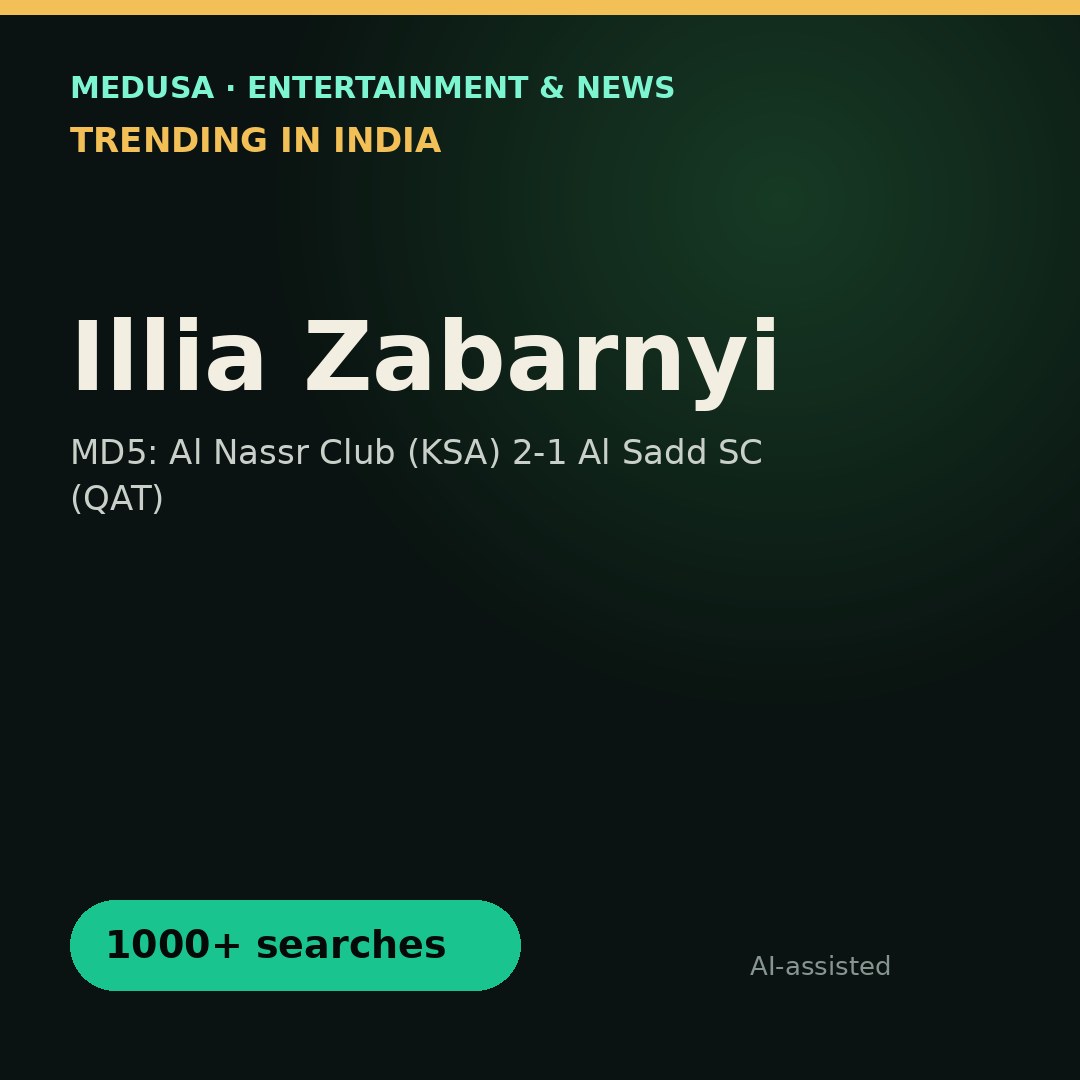 MEDUSA · ENTERTAINMENT & NEWS
TRENDING IN INDIA
Illia Zabarnyi
MD5: Al Nassr Club (KSA) 2-1 Al Sadd SC
(QAT)
1000+ searches
AI-assisted